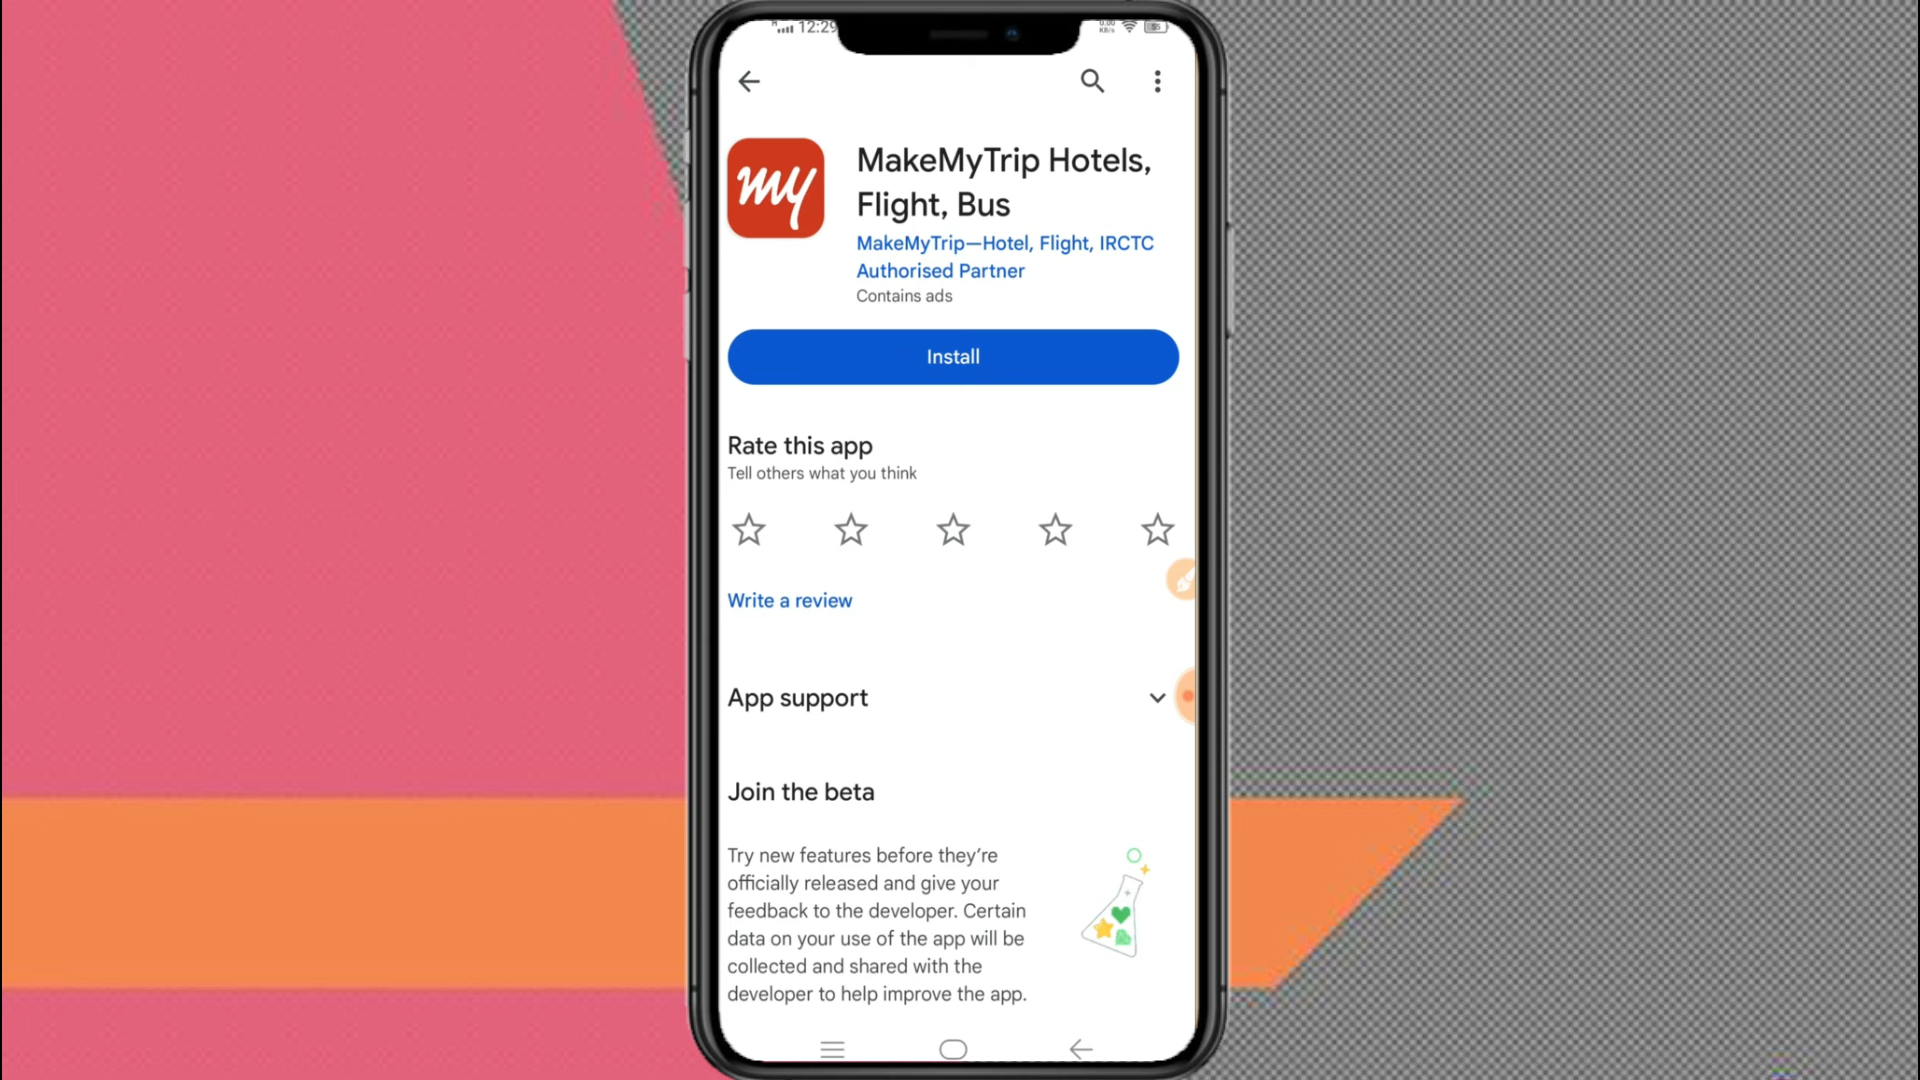 12:29
my
MakeMyTrip Hotels,
Flight, Bus
MakeMyTrip—Hotel, Flight, IRCTC
Authorised Partner
Contains ads
Install
Rate this app
Tell others what you think
Write a review
App support
Join the beta
Try new features before they’re
officially released and give your
feedback to the developer. Certain
data on your use of the app will be
collected and shared with the
developer to help improve the app.